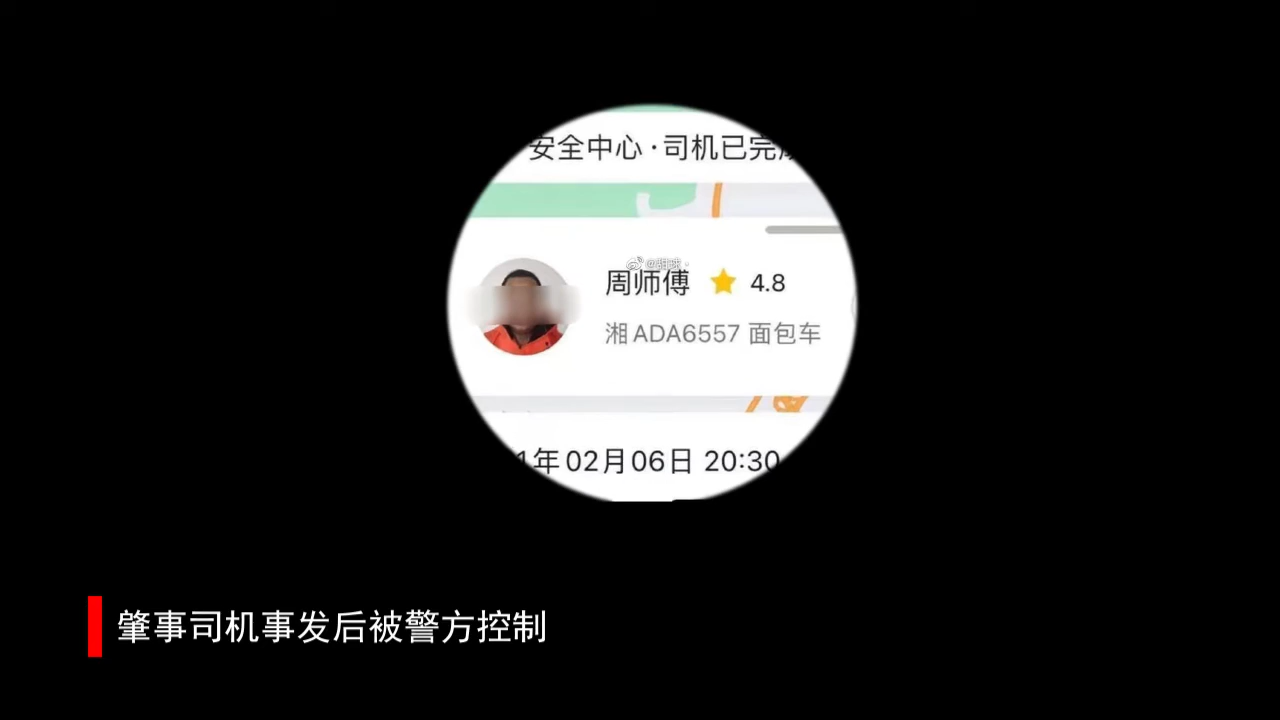 安全中心·司机已完
周师傅 4.8
湘ADA6557 面包车
1年02月06日 20:30
肇事司机事发后被警方控制